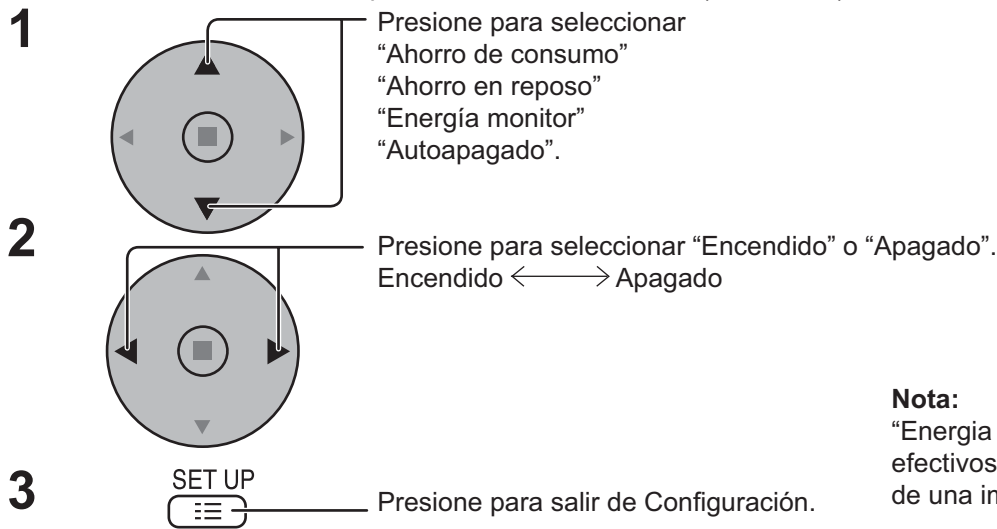 1
Presione para seleccionar
“Ahorro de consumo”
“Ahorro en reposo”
“Energía monitor”
“Autoapagado”.
2
Presione para seleccionar “Encendido” o “Apagado”.
Encendido Apagado
Nota:
“Energia
efectivos
de una
3
SET UP
Presione para salir de Configuración.